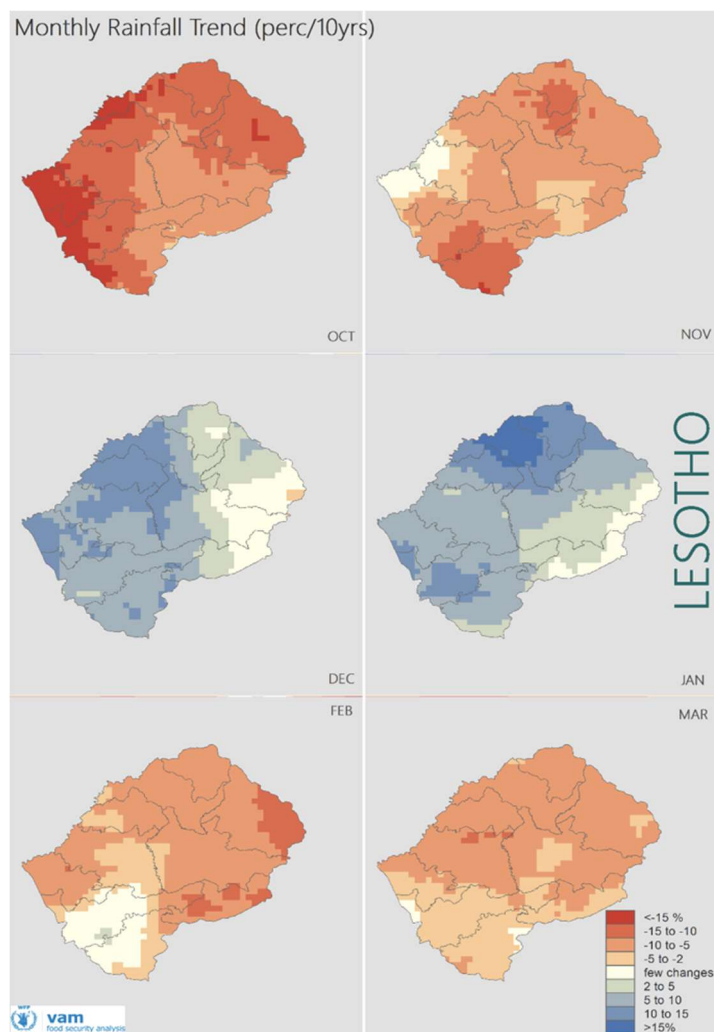 Monthly Rainfall Trend (perc/10yrs)
OCT
NOV
LESOTHO
DEC
JAN
FEB
MAR
<-15 %
-15 to -10
-10 to -5
-5 to -2
few changes
2 to 5
5 to 10
10 to 15
>15%
WFP
vam
food security analysis